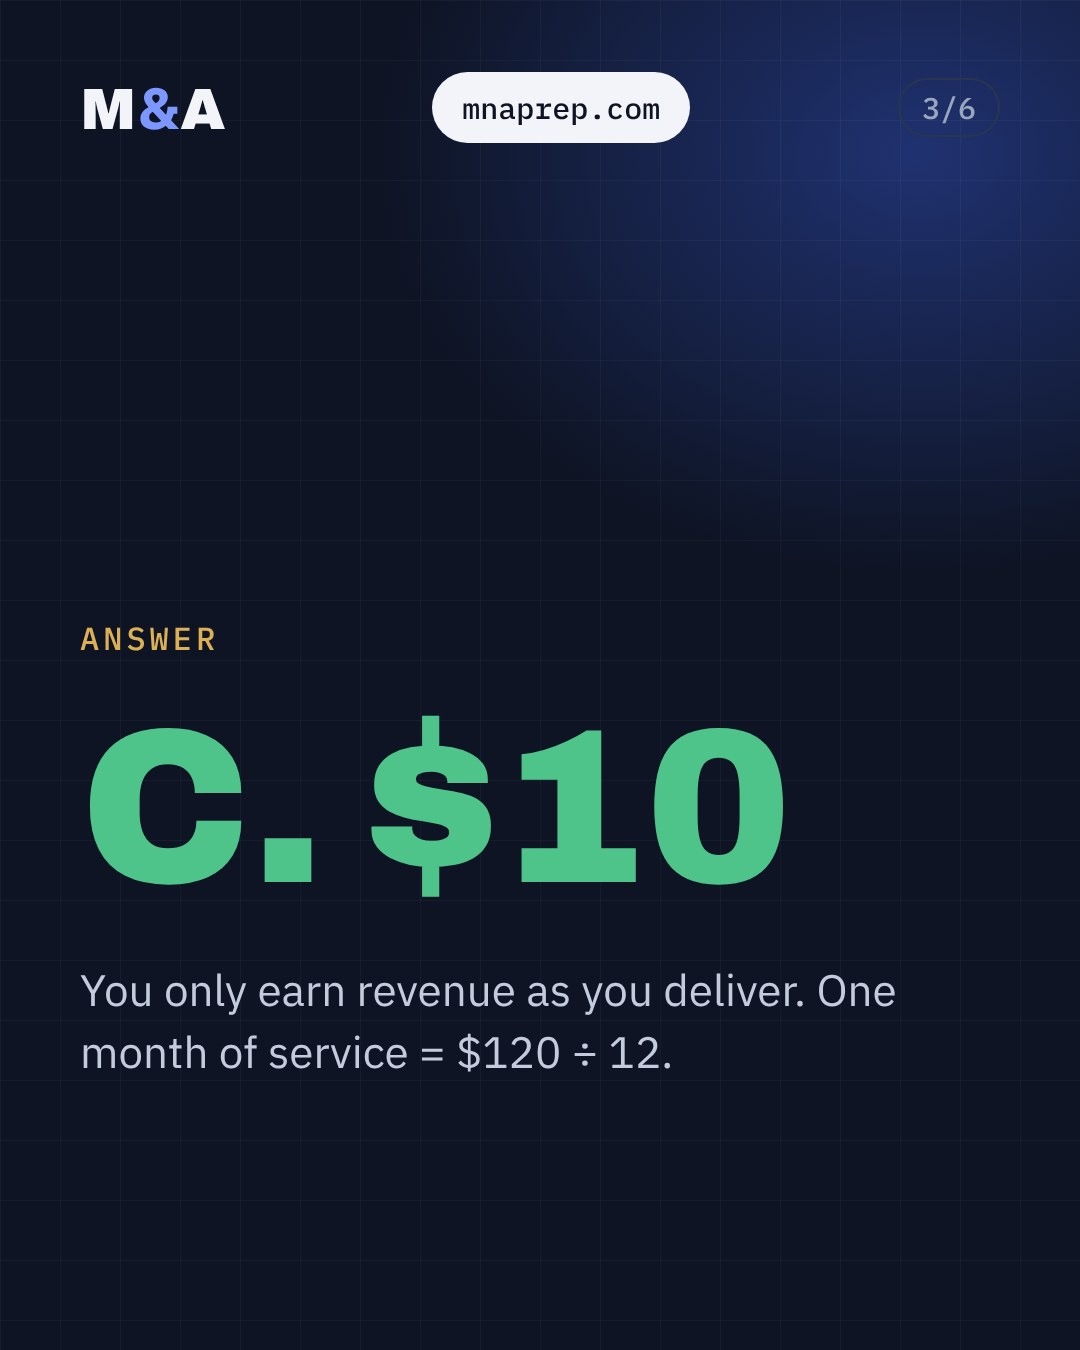 M&A
mnaprep.com
3/6
ANSWER
C. $10
You only earn revenue as you deliver. One
month of service = $120 ÷ 12.